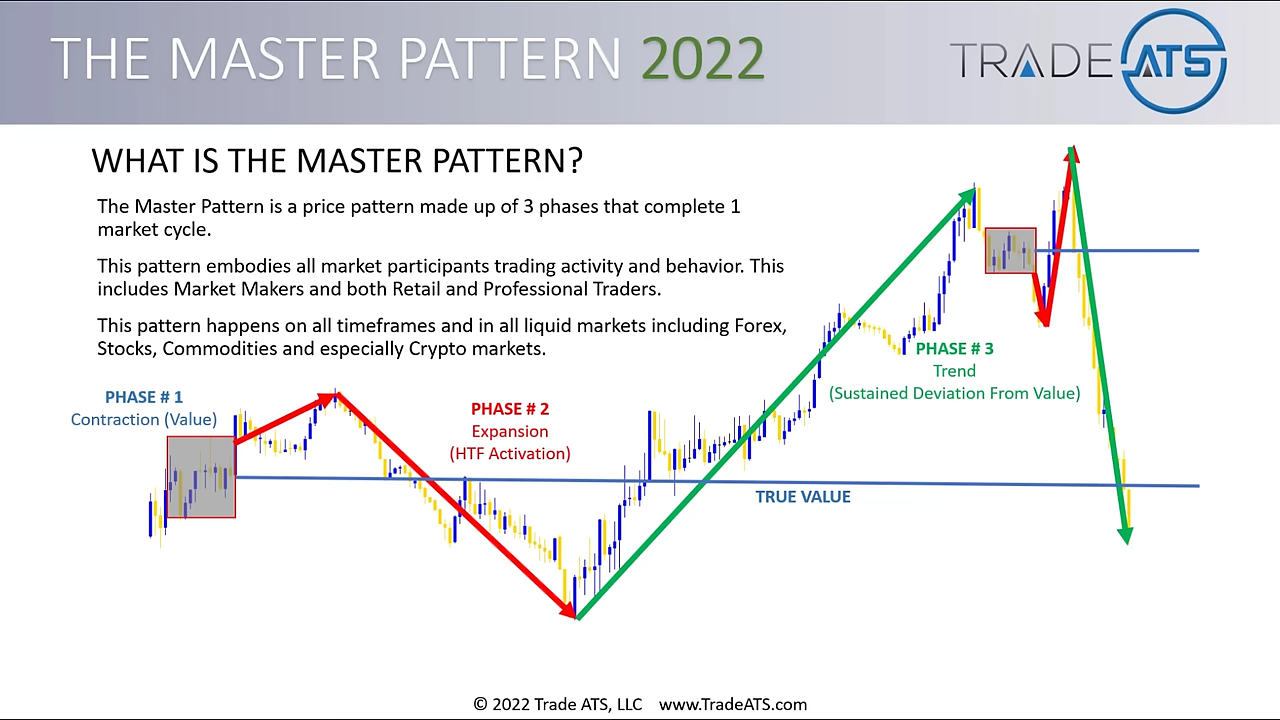 THE MASTER PATTERN 2022
TRADE ATS
WHAT IS THE MASTER PATTERN?
The Master Pattern is a price pattern made up of 3 phases that complete 1
market cycle.
This pattern embodies all market participants trading activity and behavior. This
includes Market Makers and both Retail and Professional Traders.
This pattern happens on all timeframes and in all liquid markets including Forex,
Stocks, Commodities and especially Crypto markets.
PHASE # 1
Contraction (Value)
PHASE # 2
Expansion
(HTF Activation)
PHASE # 3
Trend
(Sustained Deviation From Value)
TRUE VALUE
© 2022 Trade ATS, LLC www.TradeATS.com